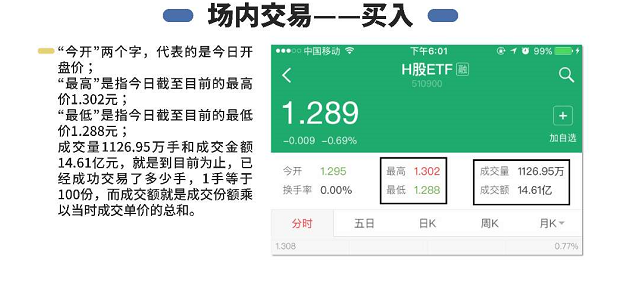 场内交易——买入
“今开”两个字，代表的是今日开
盘价；
“最高”是指今日截至目前的最高
价1.302元；
“最低”是指今日截至目前的最低
价1.288元；
成交量1126.95万手和成交金额
14.61亿元，就是到目前为止，已
经成功交易了多少手，1手等于
100份，而成交额就是成交份额乘
以当时成交单价的总和。
中国移动 下午6:01 99%
H股ETF 融
510900
1.289
-0.009 -0.69%
加自选
今开 1.295 最高 1.302 成交量 1126.95万
换手率 0.00% 最低 1.288 成交额 14.61亿
分时 五日 日K 周K 月K
1.308 0.77%